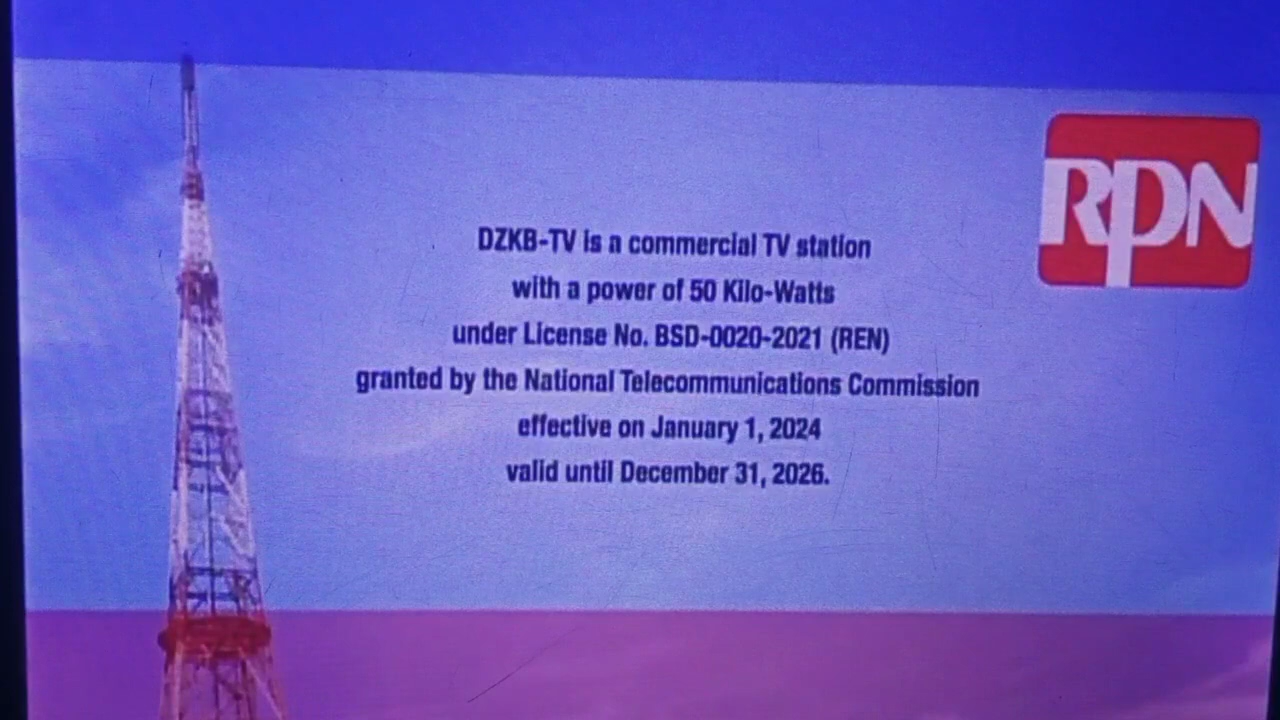 RPN
DZKB-TV is a commercial TV station
with a power of 50 Kilo-Watts
under License No. BSD-0020-2021 (REN)
granted by the National Telecommunications Commission
effective on January 1, 2024
valid until December 31, 2026.